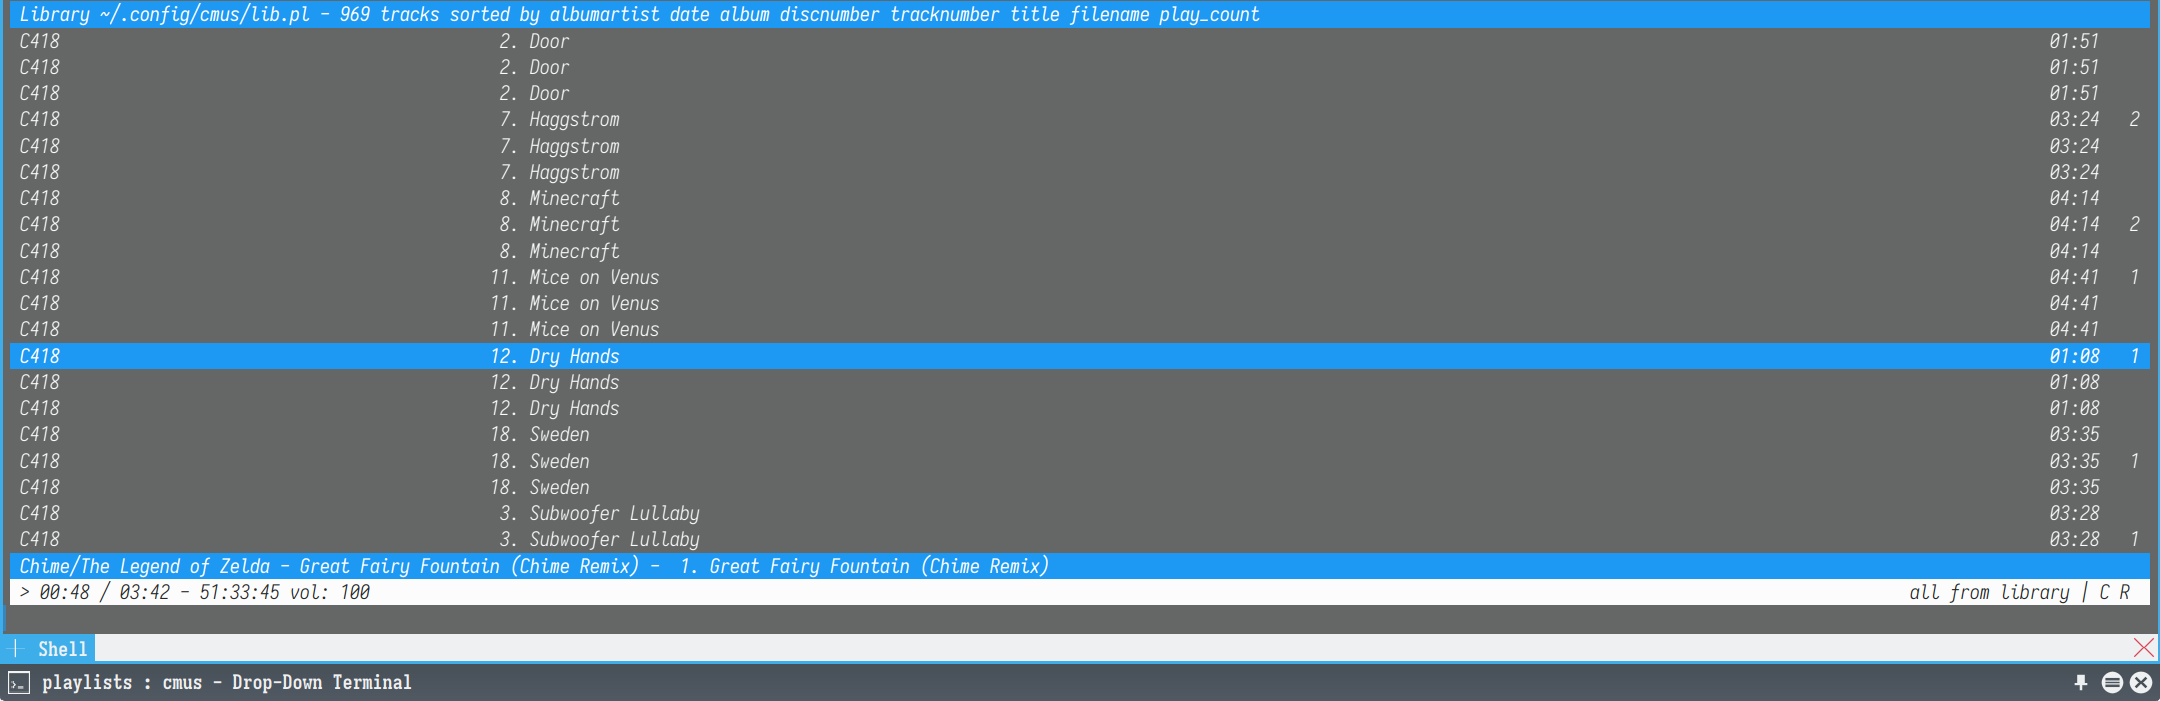 Library ~/.config/cmus/lib.pl - 969 tracks sorted by albumartist date album discnumber tracknumber title filename play_count
C418 2. Door 01:51
C418 2. Door 01:51
C418 2. Door 01:51
C418 7. Haggstrom 03:24 2
C418 7. Haggstrom 03:24
C418 7. Haggstrom 03:24
C418 8. Minecraft 04:14
C418 8. Minecraft 04:14 2
C418 8. Minecraft 04:14
C418 11. Mice on Venus 04:41 1
C418 11. Mice on Venus 04:41
C418 11. Mice on Venus 04:41
C418 12. Dry Hands 01:08 1
C418 12. Dry Hands 01:08
C418 12. Dry Hands 01:08
C418 18. Sweden 03:35
C418 18. Sweden 03:35 1
C418 18. Sweden 03:35
C418 3. Subwoofer Lullaby 03:28
C418 3. Subwoofer Lullaby 03:28 1
Chime/The Legend of Zelda - Great Fairy Fountain (Chime Remix) - 1. Great Fairy Fountain (Chime Remix)
> 00:48 / 03:42 - 51:33:45 vol: 100 all from library | C R
Shell
playlists : cmus - Drop-Down Terminal